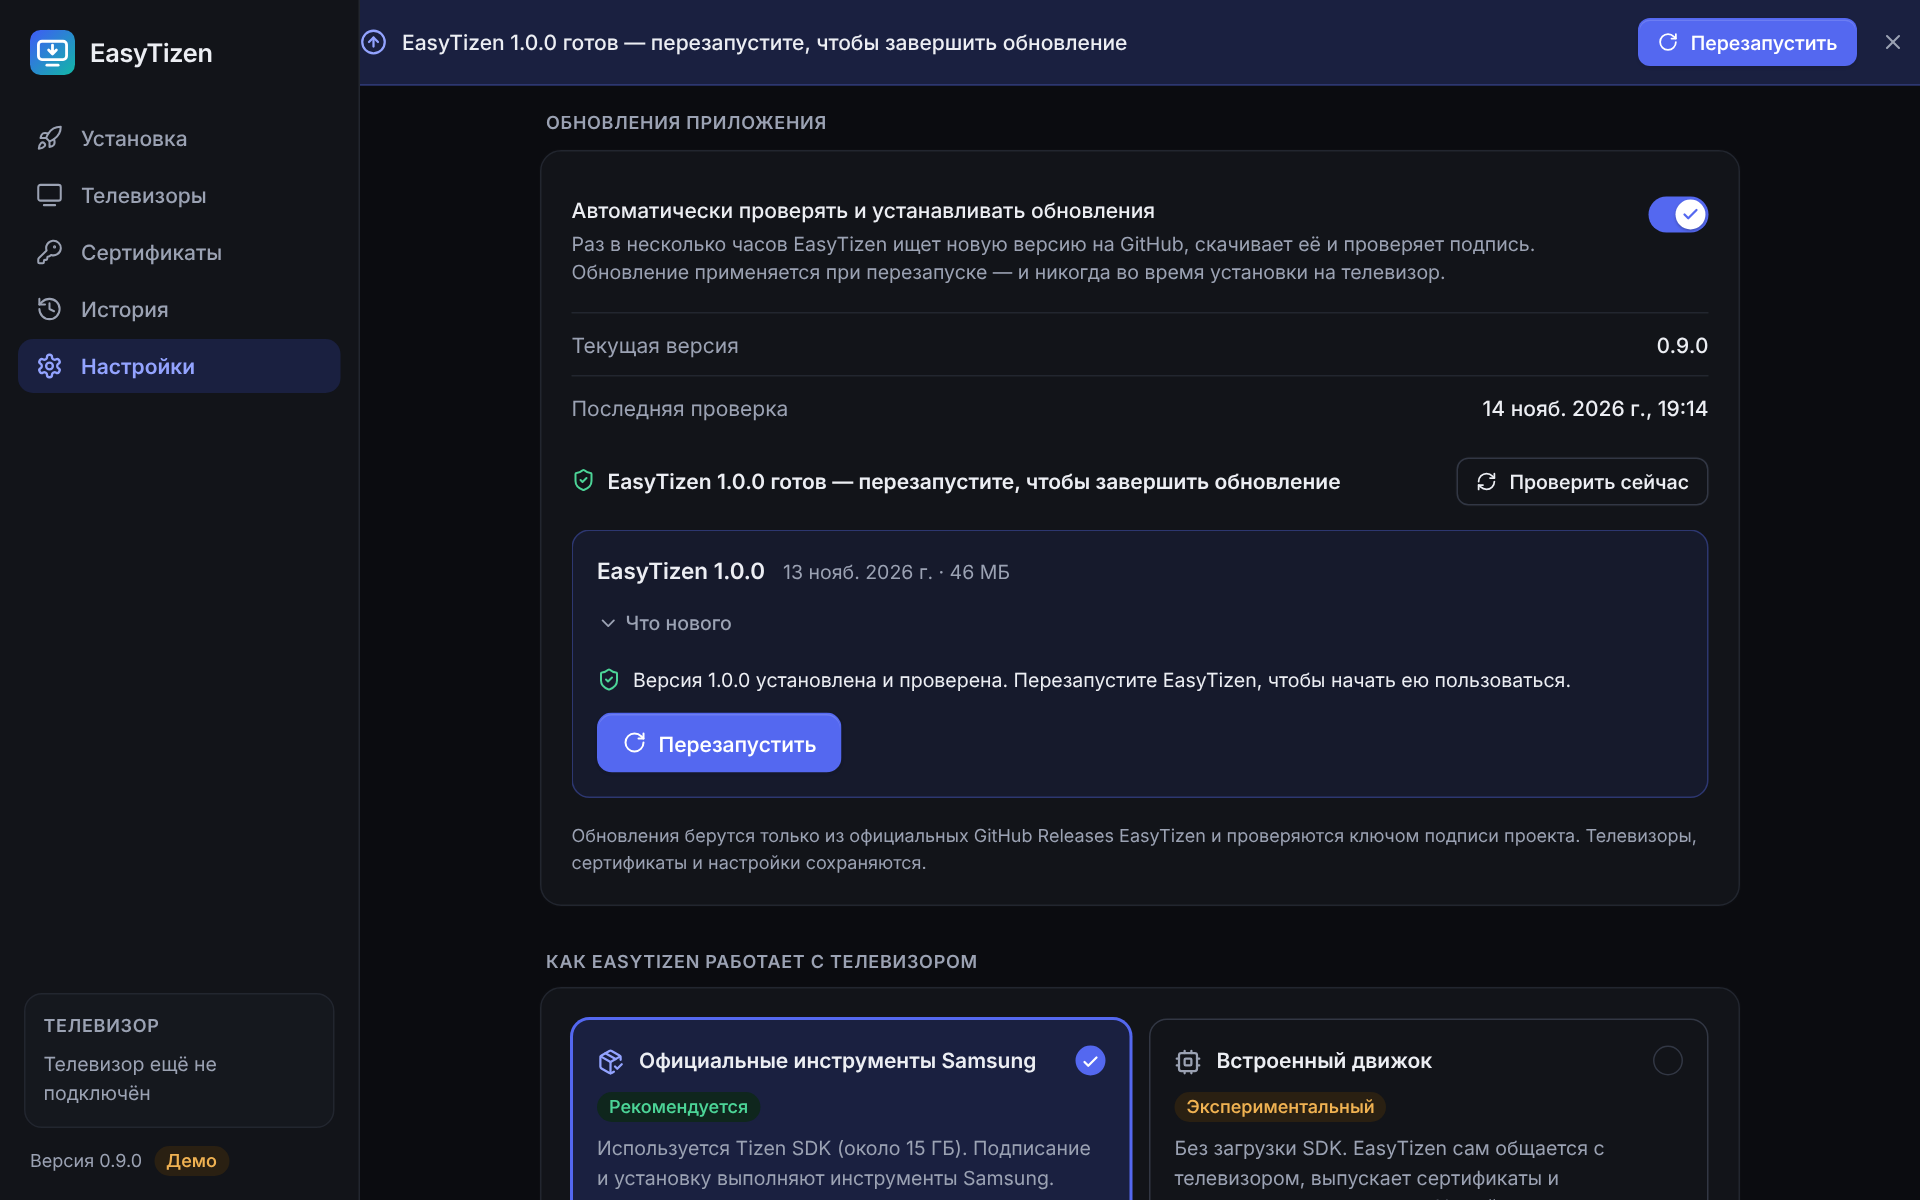 EasyTizen
Установка
Телевизоры
Сертификаты
История
Настройки
ТЕЛЕВИЗОР
Телевизор ещё не
подключён
Версия 0.9.0 Демо
EasyTizen 1.0.0 готов — перезапустите, чтобы завершить обновление
Перезапустить
ОБНОВЛЕНИЯ ПРИЛОЖЕНИЯ
Автоматически проверять и устанавливать обновления
Раз в несколько часов EasyTizen ищет новую версию на GitHub, скачивает её и проверяет подпись.
Обновление применяется при перезапуске — и никогда во время установки на телевизор.
Текущая версия 0.9.0
Последняя проверка 14 нояб. 2026 г., 19:14
EasyTizen 1.0.0 готов — перезапустите, чтобы завершить обновление
Проверить сейчас
EasyTizen 1.0.0 13 нояб. 2026 г. · 46 МБ
Что нового
Версия 1.0.0 установлена и проверена. Перезапустите EasyTizen, чтобы начать ею пользоваться.
Перезапустить
Обновления берутся только из официальных GitHub Releases EasyTizen и проверяются ключом подписи проекта. Телевизоры,
сертификаты и настройки сохраняются.
КАК EASYTIZEN РАБОТАЕТ С ТЕЛЕВИЗОРОМ
Официальные инструменты Samsung
Рекомендуется
Используется Tizen SDK (около 15 ГБ). Подписание
и установку выполняют инструменты Samsung.
Встроенный движок
Экспериментальный
Без загрузки SDK. EasyTizen сам общается с
телевизором, выпускает сертификаты и